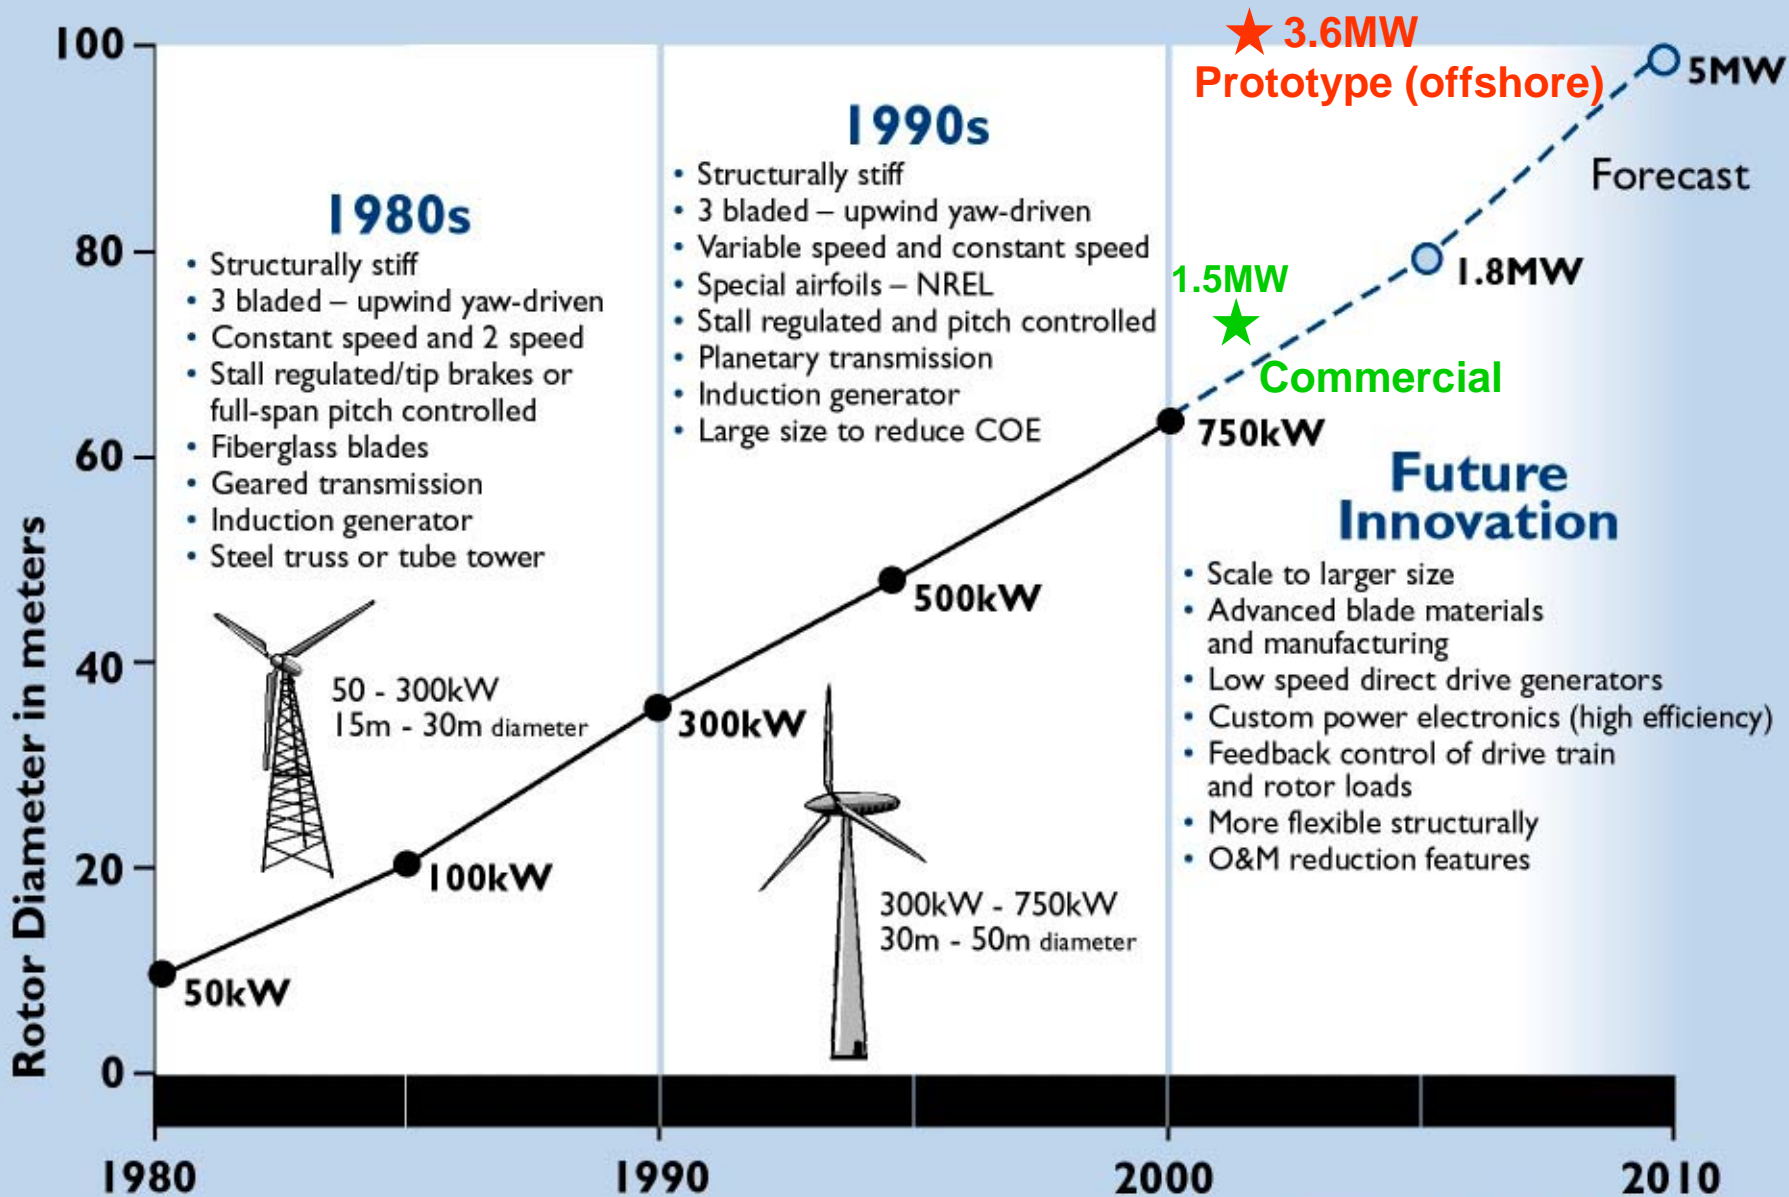 Rotor Diameter in meters
100
80
60
40
20
0
1980s
• Structurally stiff
• 3 bladed – upwind yaw-driven
• Constant speed and 2 speed
• Stall regulated/tip brakes or
full-span pitch controlled
• Fiberglass blades
• Geared transmission
• Induction generator
• Steel truss or tube tower
50 - 300kW
15m - 30m diameter
50kW
100kW
1990s
• Structurally stiff
• 3 bladed – upwind yaw-driven
• Variable speed and constant speed
• Special airfoils – NREL
• Stall regulated and pitch controlled
• Planetary transmission
• Induction generator
• Large size to reduce COE
300kW
500kW
300kW - 750kW
30m - 50m diameter
3.6MW
Prototype (offshore)
5MW
Forecast
1.5MW
1.8MW
Commercial
750kW
Future
Innovation
• Scale to larger size
• Advanced blade materials
and manufacturing
• Low speed direct drive generators
• Custom power electronics (high efficiency)
• Feedback control of drive train
and rotor loads
• More flexible structurally
• O&M reduction features
1980
1990
2000
2010